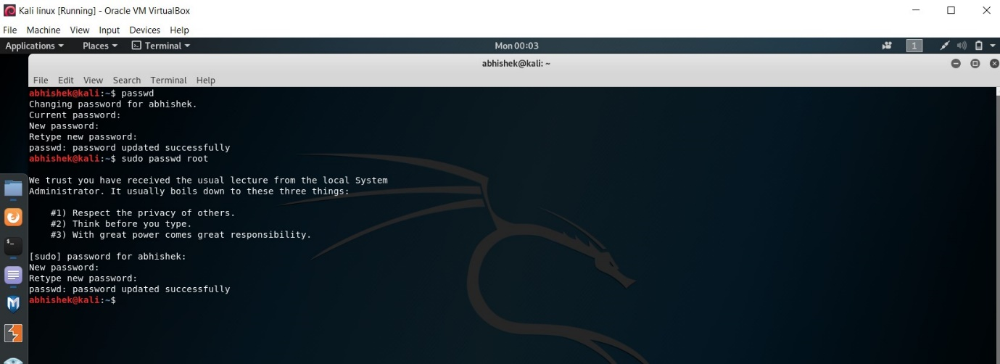 Kali linux [Running] - Oracle VM VirtualBox
File Machine View Input Devices Help
Applications Places Terminal Mon 00:03 1
abhishek@kali: ~
File Edit View Search Terminal Help
abhishek@kali:~$ passwd
Changing password for abhishek.
Current password:
New password:
Retype new password:
passwd: password updated successfully
abhishek@kali:~$ sudo passwd root
We trust you have received the usual lecture from the local System
Administrator. It usually boils down to these three things:
#1) Respect the privacy of others.
#2) Think before you type.
#3) With great power comes great responsibility.
[sudo] password for abhishek:
New password:
Retype new password:
passwd: password updated successfully
abhishek@kali:~$